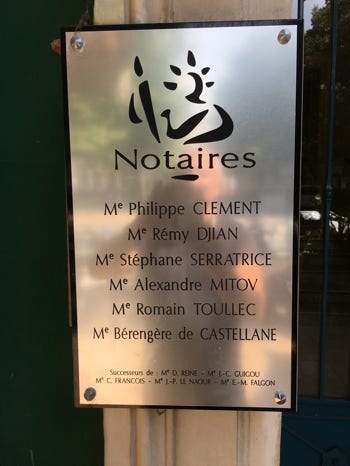 Notaires
Me Philippe CLEMENT
Me Rémy DJIAN
Me Stéphane SERRATRICE
Me Alexandre MITOV
Me Romain TOULLEC
Me Bérengère de CASTELLANE
Successeurs de : Me D. REINE - Me J.-C. GUIGOU
Me C. FRANCOIS - Me J.-P. LE NAOUR - Me E.-M. FALGON